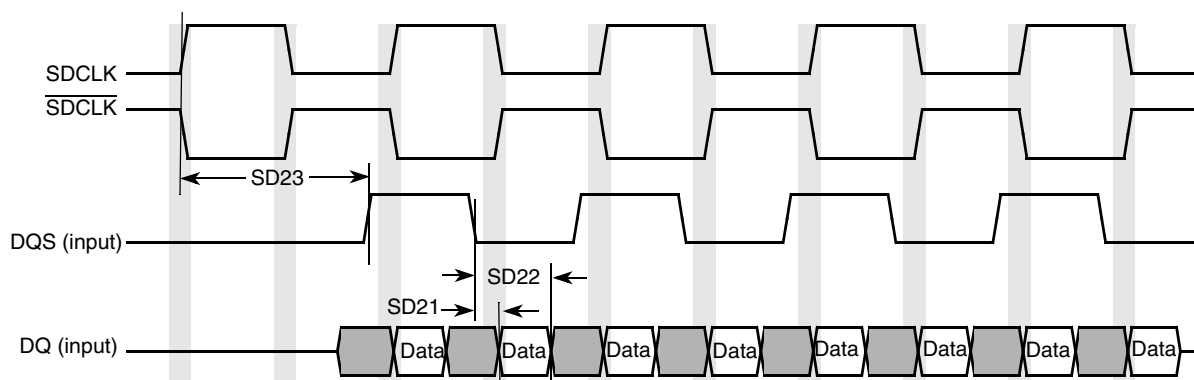 SDCLK
SDCLK
SD23
DQS (input)
SD22
SD21
DQ (input)
Data Data Data Data Data Data Data Data